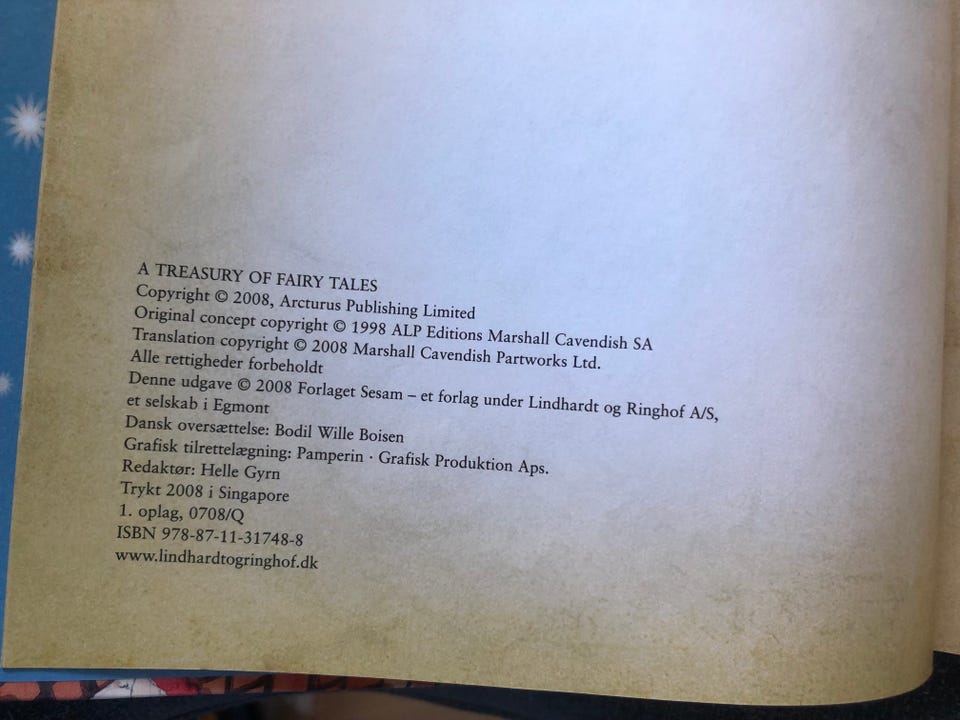 A TREASURY OF FAIRY TALES
Copyright © 2008, Arcturus Publishing Limited
Original concept copyright © 1998 ALP Editions Marshall Cavendish SA
Translation copyright © 2008 Marshall Cavendish Partworks Ltd.
Alle rettigheder forbeholdt
Denne udgave © 2008 Forlaget Sesam – et forlag under Lindhardt og Ringhof A/S,
et selskab i Egmont
Dansk oversættelse: Bodil Wille Boisen
Grafisk tilrettelægning: Pamperin · Grafisk Produktion Aps.
Redaktør: Helle Gyrn
Trykt 2008 i Singapore
1. oplag, 0708/Q
ISBN 978-87-11-31748-8
www.lindhardtogringhof.dk